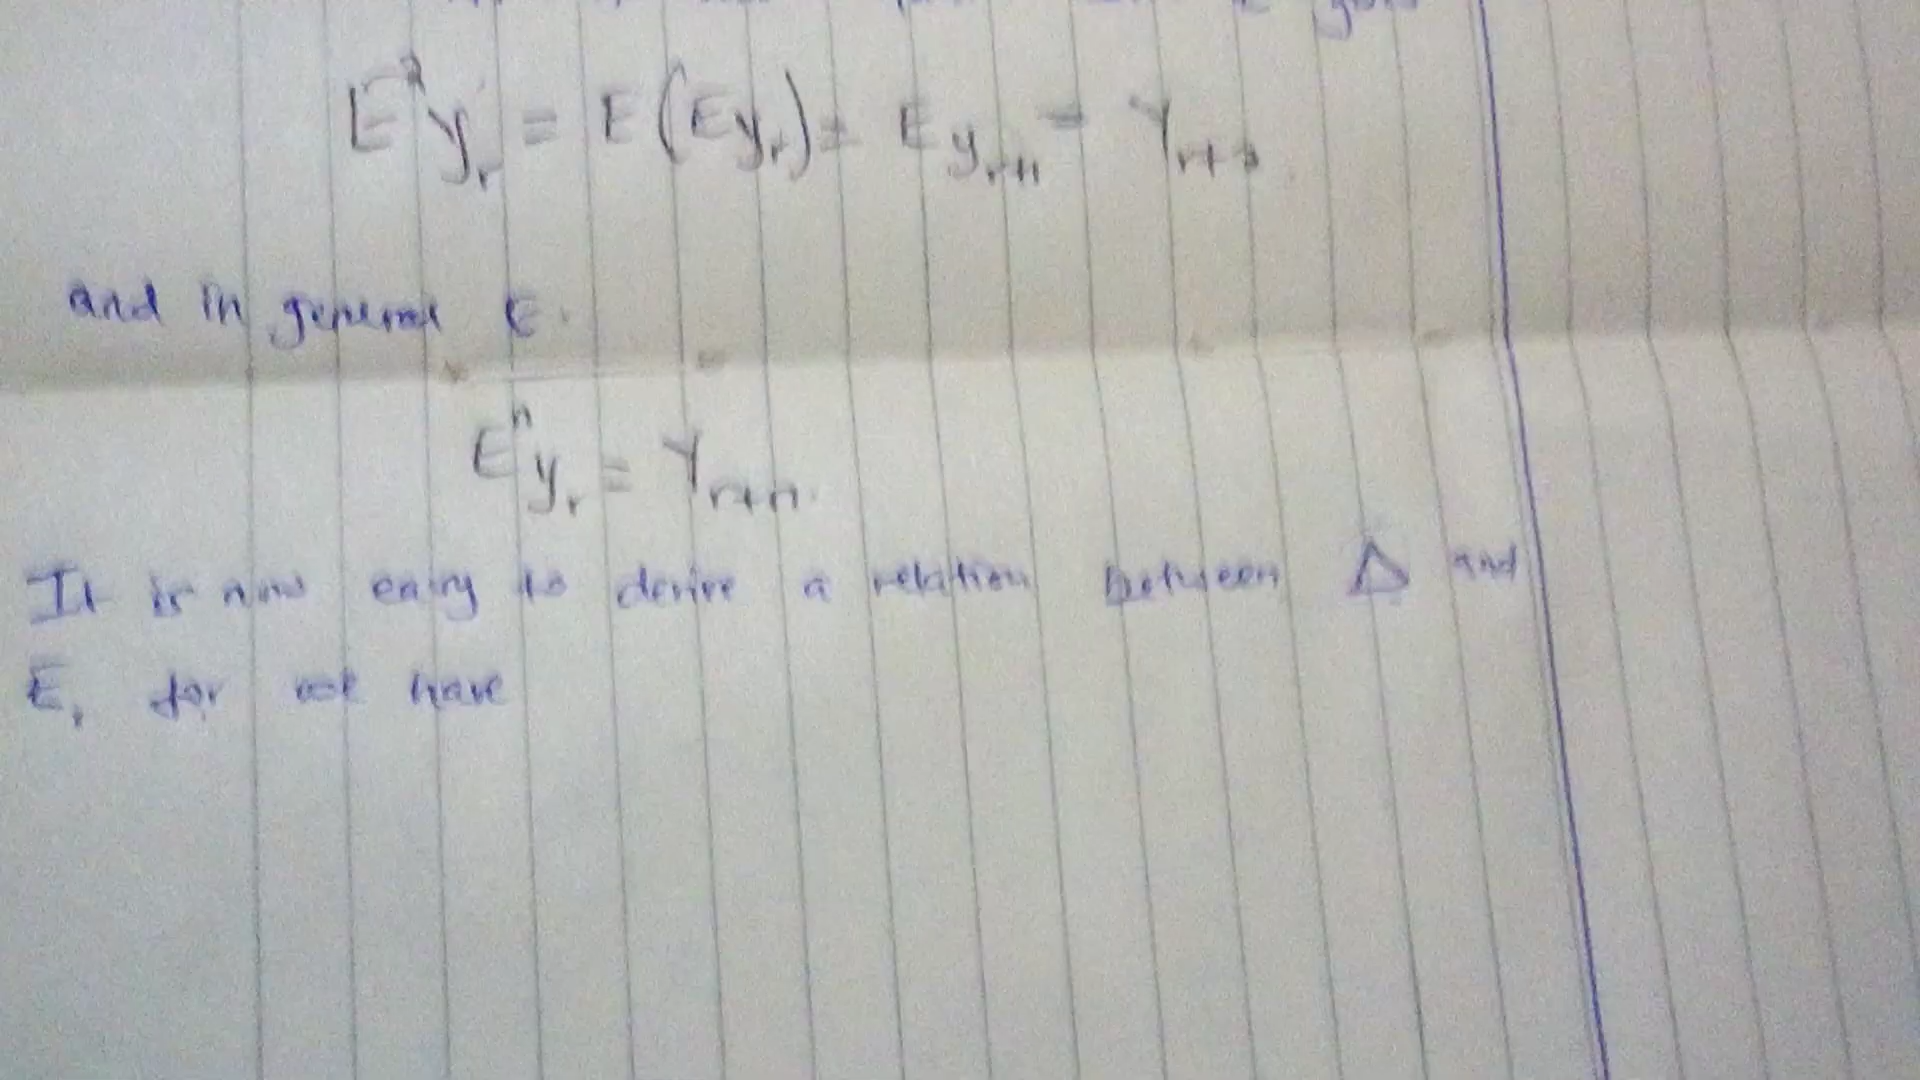 E²y_r = E(Ey_r) = Ey_{r+1} = Y_{r+2}
and in general E.
Eⁿy_r = Y_{r+n}.
It is now easy to derive a relation between Δ and
E, for we have